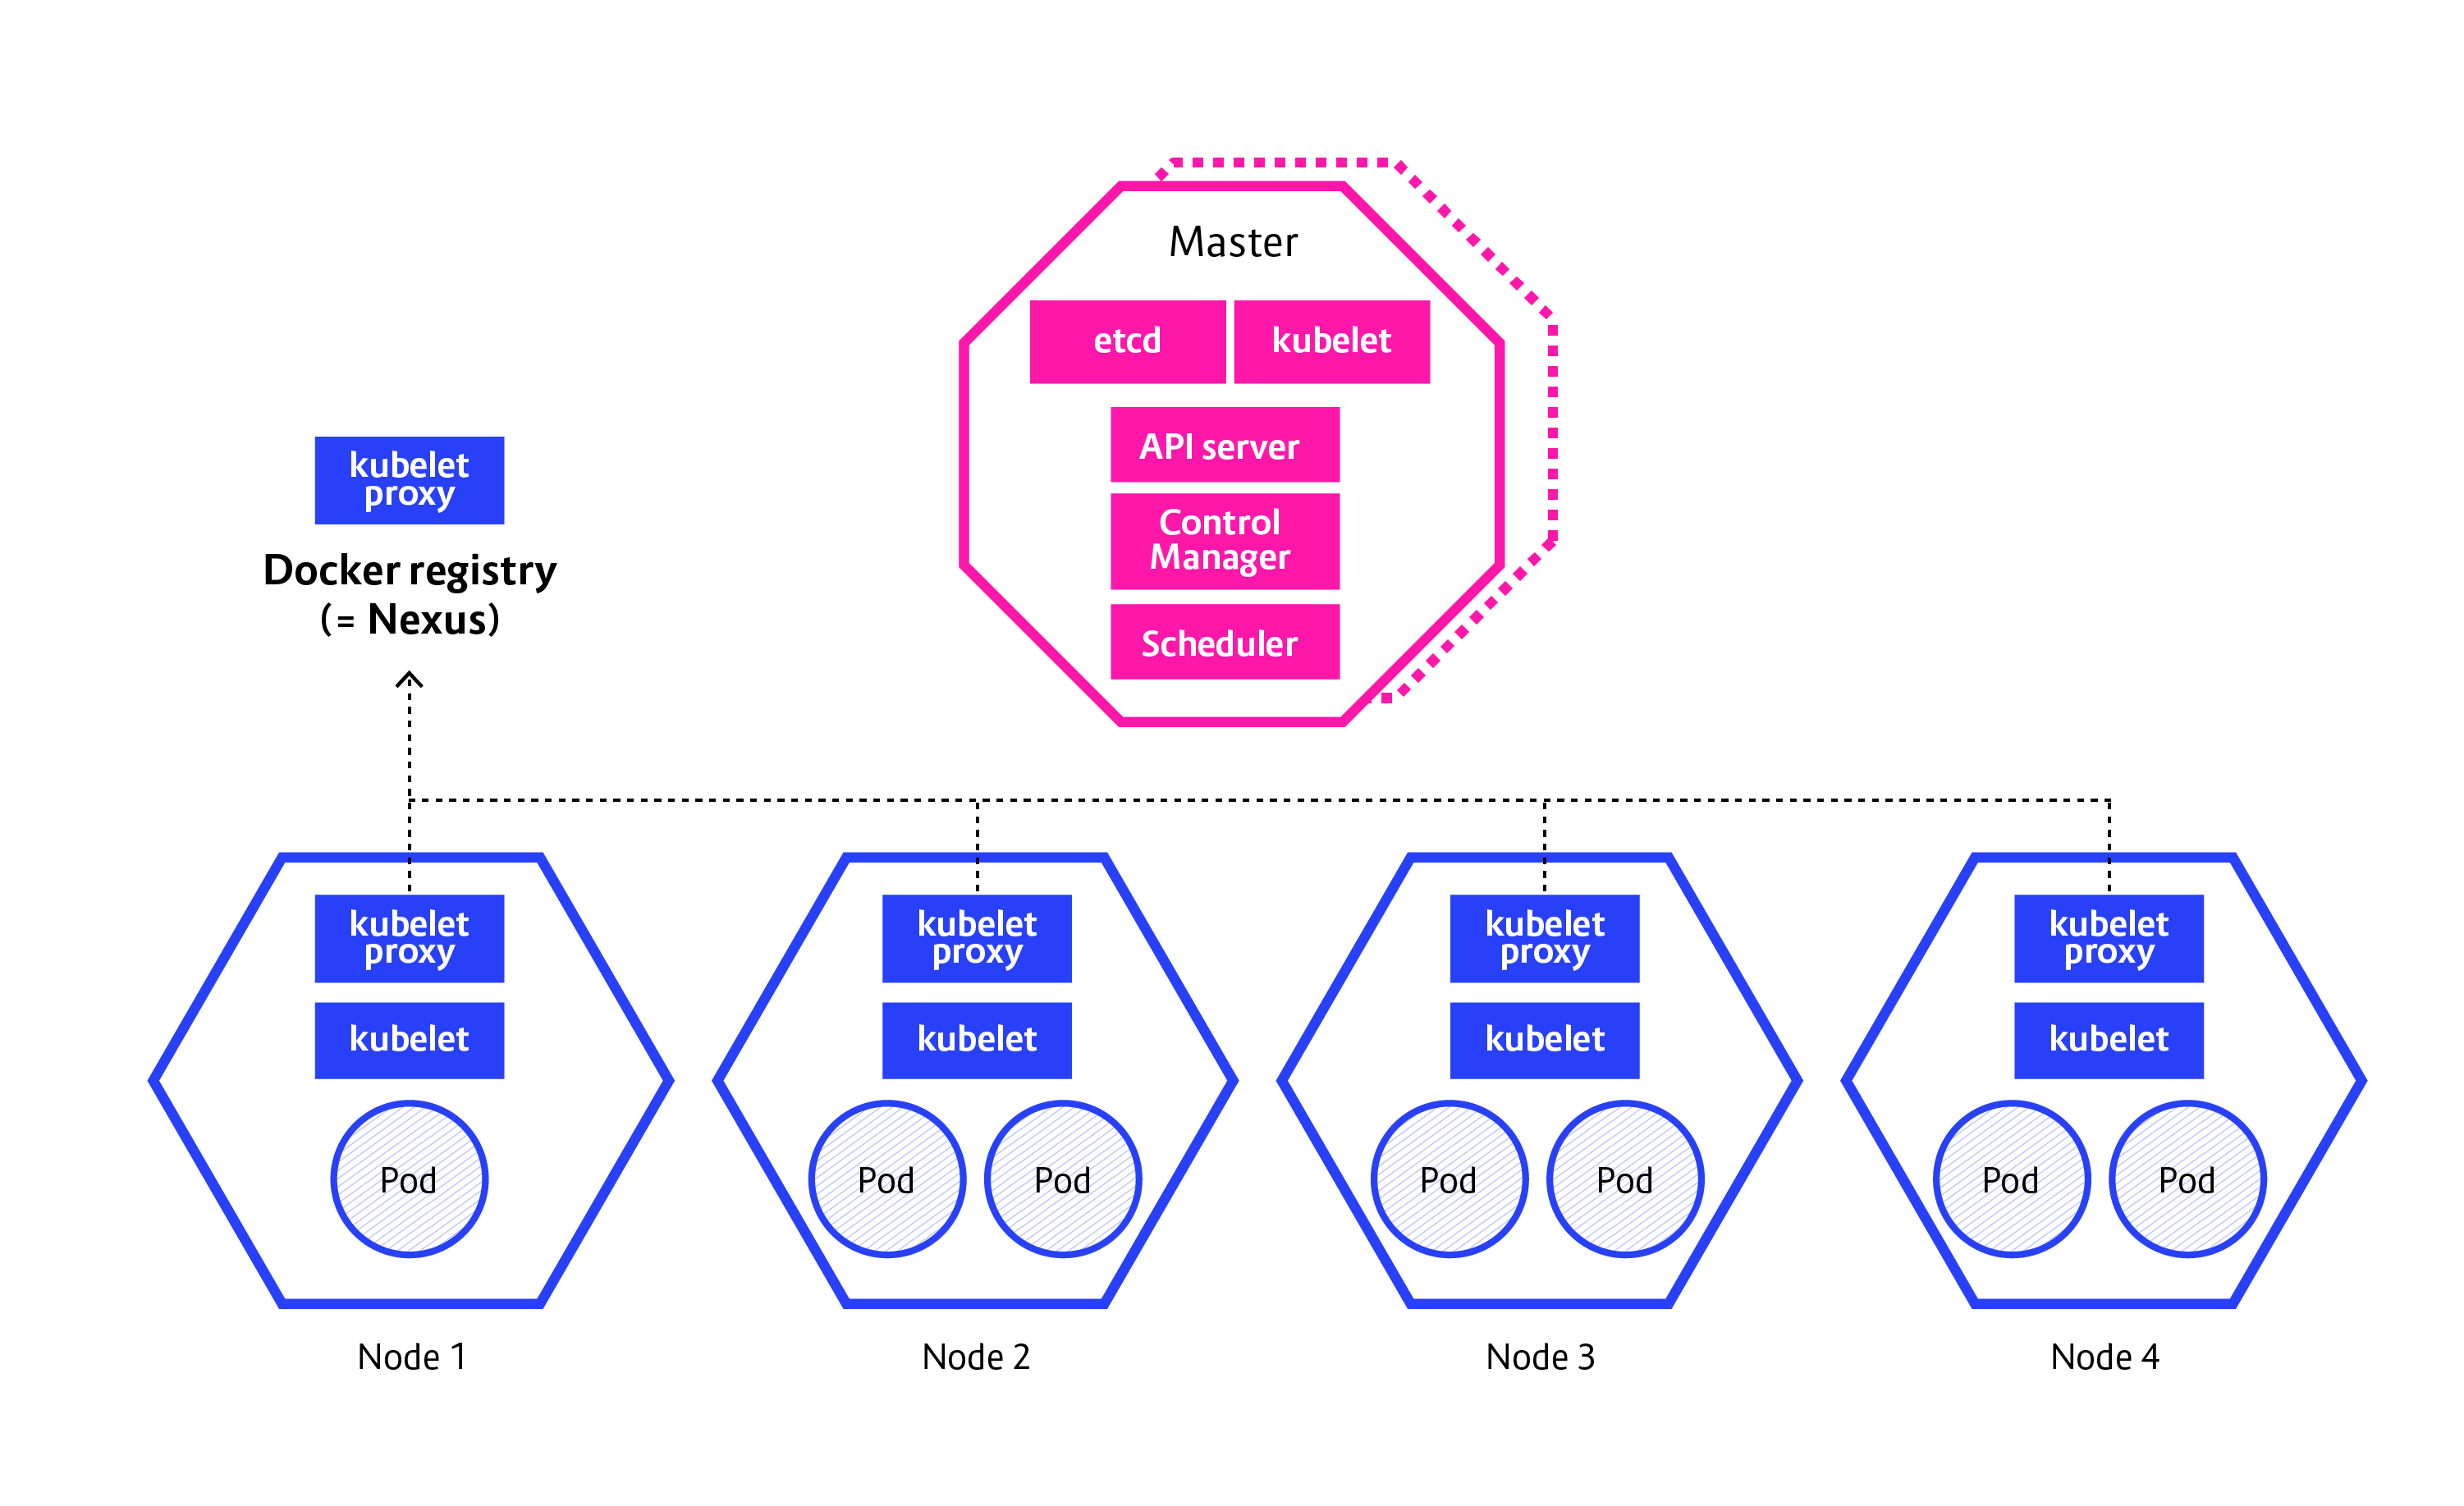 Master
etcd
kubelet
API server
Control
Manager
Scheduler
kubelet
proxy
Docker registry
(= Nexus)
kubelet
proxy
kubelet
Pod
Node 1
kubelet
proxy
kubelet
Pod
Pod
Node 2
kubelet
proxy
kubelet
Pod
Pod
Node 3
kubelet
proxy
kubelet
Pod
Pod
Node 4